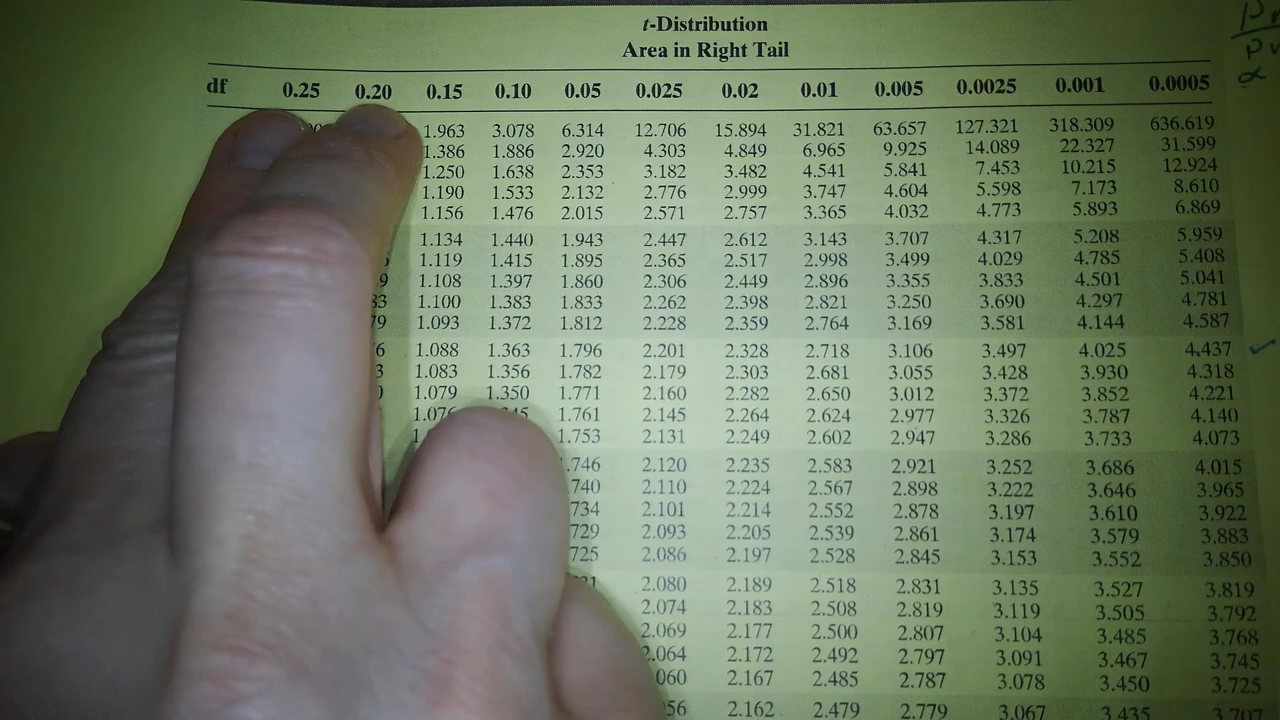 t-Distribution
Area in Right Tail
df 0.25 0.20 0.15 0.10 0.05 0.025 0.02 0.01 0.005 0.0025 0.001 0.0005
1.963 3.078 6.314 12.706 15.894 31.821 63.657 127.321 318.309 636.619
1.386 1.886 2.920 4.303 4.849 6.965 9.925 14.089 22.327 31.599
1.250 1.638 2.353 3.182 3.482 4.541 5.841 7.453 10.215 12.924
1.190 1.533 2.132 2.776 2.999 3.747 4.604 5.598 7.173 8.610
1.156 1.476 2.015 2.571 2.757 3.365 4.032 4.773 5.893 6.869
1.134 1.440 1.943 2.447 2.612 3.143 3.707 4.317 5.208 5.959
1.119 1.415 1.895 2.365 2.517 2.998 3.499 4.029 4.785 5.408
1.108 1.397 1.860 2.306 2.449 2.896 3.355 3.833 4.501 5.041
1.100 1.383 1.833 2.262 2.398 2.821 3.250 3.690 4.297 4.781
1.093 1.372 1.812 2.228 2.359 2.764 3.169 3.581 4.144 4.587
1.088 1.363 1.796 2.201 2.328 2.718 3.106 3.497 4.025 4.437
1.083 1.356 1.782 2.179 2.303 2.681 3.055 3.428 3.930 4.318
1.079 1.350 1.771 2.160 2.282 2.650 3.012 3.372 3.852 4.221
1.761 2.145 2.264 2.624 2.977 3.326 3.787 4.140
1.753 2.131 2.249 2.602 2.947 3.286 3.733 4.073
.746 2.120 2.235 2.583 2.921 3.252 3.686 4.015
.740 2.110 2.224 2.567 2.898 3.222 3.646 3.965
734 2.101 2.214 2.552 2.878 3.197 3.610 3.922
729 2.093 2.205 2.539 2.861 3.174 3.579 3.883
725 2.086 2.197 2.528 2.845 3.153 3.552 3.850
2.080 2.189 2.518 2.831 3.135 3.527 3.819
2.074 2.183 2.508 2.819 3.119 3.505 3.792
2.069 2.177 2.500 2.807 3.104 3.485 3.768
2.064 2.172 2.492 2.797 3.091 3.467 3.745
060 2.167 2.485 2.787 3.078 3.450 3.725
2.162 2.479 2.779 3.067 3.435 3.707